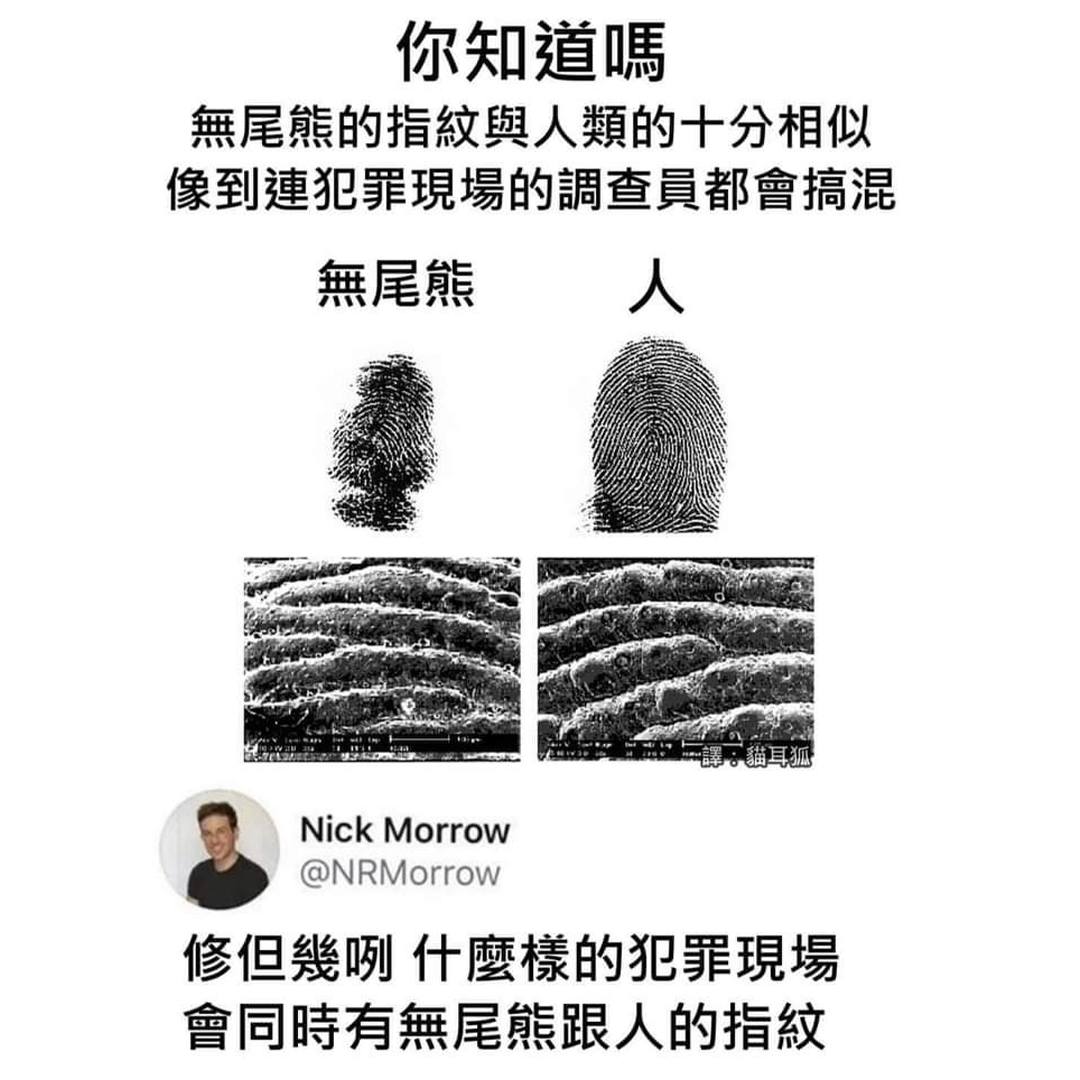 你知道嗎
無尾熊的指紋與人類的十分相似
像到連犯罪現場的調查員都會搞混
無尾熊 人
譯：貓耳狐
Nick Morrow
@NRMorrow
修但幾咧 什麼樣的犯罪現場
會同時有無尾熊跟人的指紋